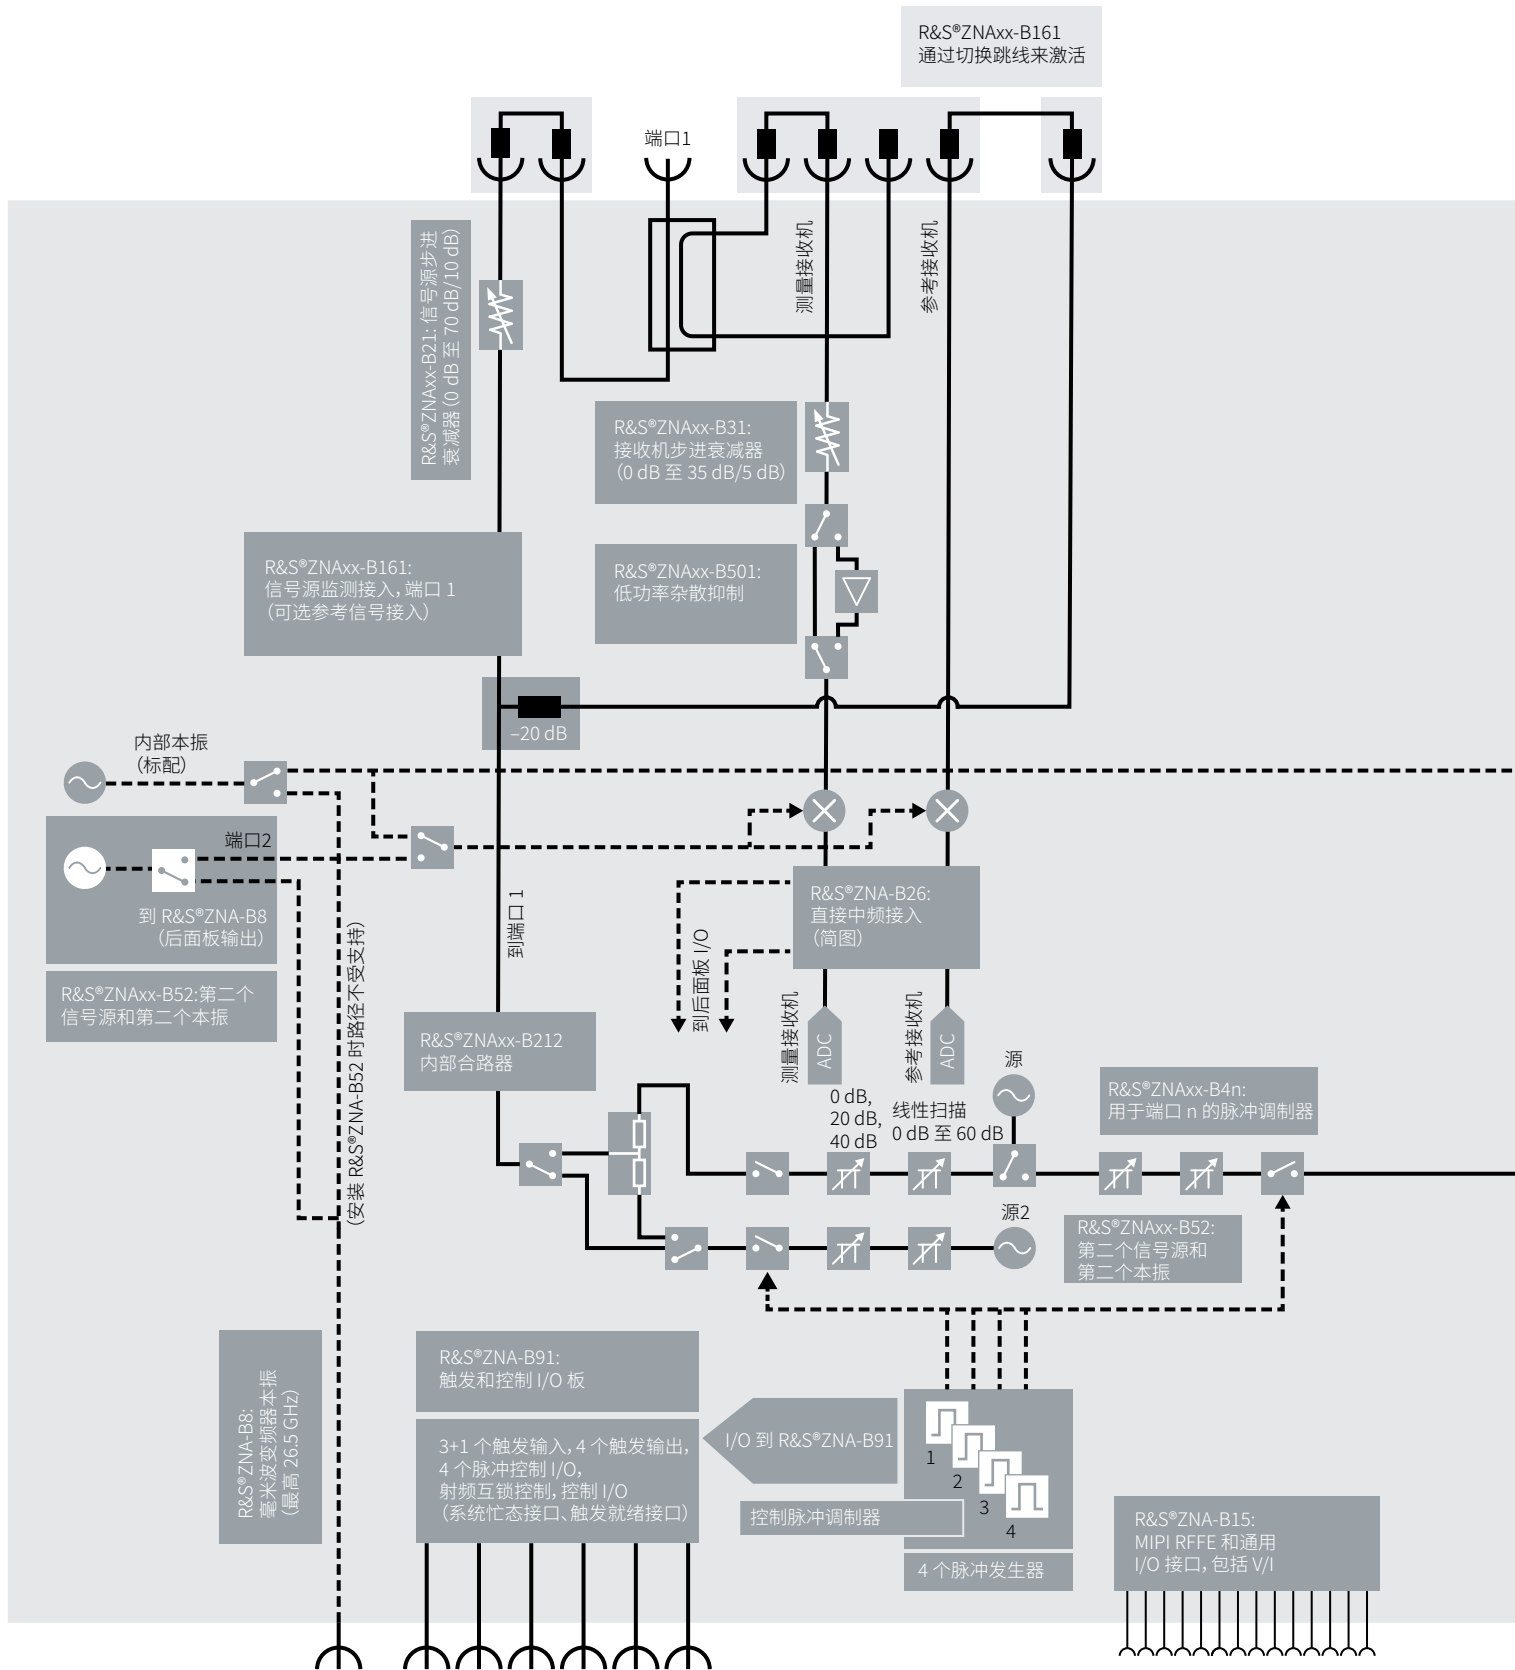 R&S®ZNAxx-B161
通过切换跳线来激活
端口1
测量接收机
参考接收机
R&S®ZNAxx-B21: 信号源步进
衰减器（0 dB 至 70 dB/10 dB）
R&S®ZNAxx-B31:
接收机步进衰减器
（0 dB 至 35 dB/5 dB）
R&S®ZNAxx-B161:
信号源监测接入，端口 1
（可选参考信号接入）
R&S®ZNAxx-B501:
低功率杂散抑制
–20 dB
内部本振
（标配）
端口2
到 R&S®ZNA-B8
（后面板输出）
R&S®ZNAxx-B52:第二个
信号源和第二个本振
（安装 R&S®ZNA-B52 时路径不受支持）
到端口 1
到后面板 I/O
R&S®ZNA-B26:
直接中频接入
（简图）
测量接收机
ADC
参考接收机
ADC
R&S®ZNAxx-B212
内部合路器
0 dB,
20 dB,
40 dB
线性扫描
0 dB 至 60 dB
源
R&S®ZNAxx-B4n:
用于端口 n 的脉冲调制器
源2
R&S®ZNAxx-B52:
第二个信号源和
第二个本振
R&S®ZNA-B8:
毫米波变频器本振
（最高 26.5 GHz）
R&S®ZNA-B91:
触发和控制 I/O 板
3+1 个触发输入，4 个触发输出，
4 个脉冲控制 I/O，
射频互锁控制，控制 I/O
（系统忙态接口、触发就绪接口）
I/O 到 R&S®ZNA-B91
1
2
3
4
控制脉冲调制器
4 个脉冲发生器
R&S®ZNA-B15:
MIPI RFFE 和通用
I/O 接口，包括 V/I